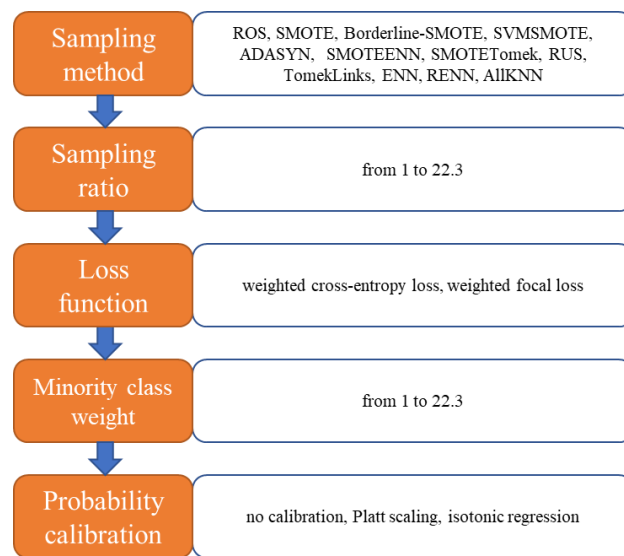 Sampling
method
ROS, SMOTE, Borderline-SMOTE, SVMSMOTE,
ADASYN, SMOTEENN, SMOTETomek, RUS,
TomekLinks, ENN, RENN, AllKNN
Sampling
ratio
from 1 to 22.3
Loss
function
weighted cross-entropy loss, weighted focal loss
Minority class
weight
from 1 to 22.3
Probability
calibration
no calibration, Platt scaling, isotonic regression